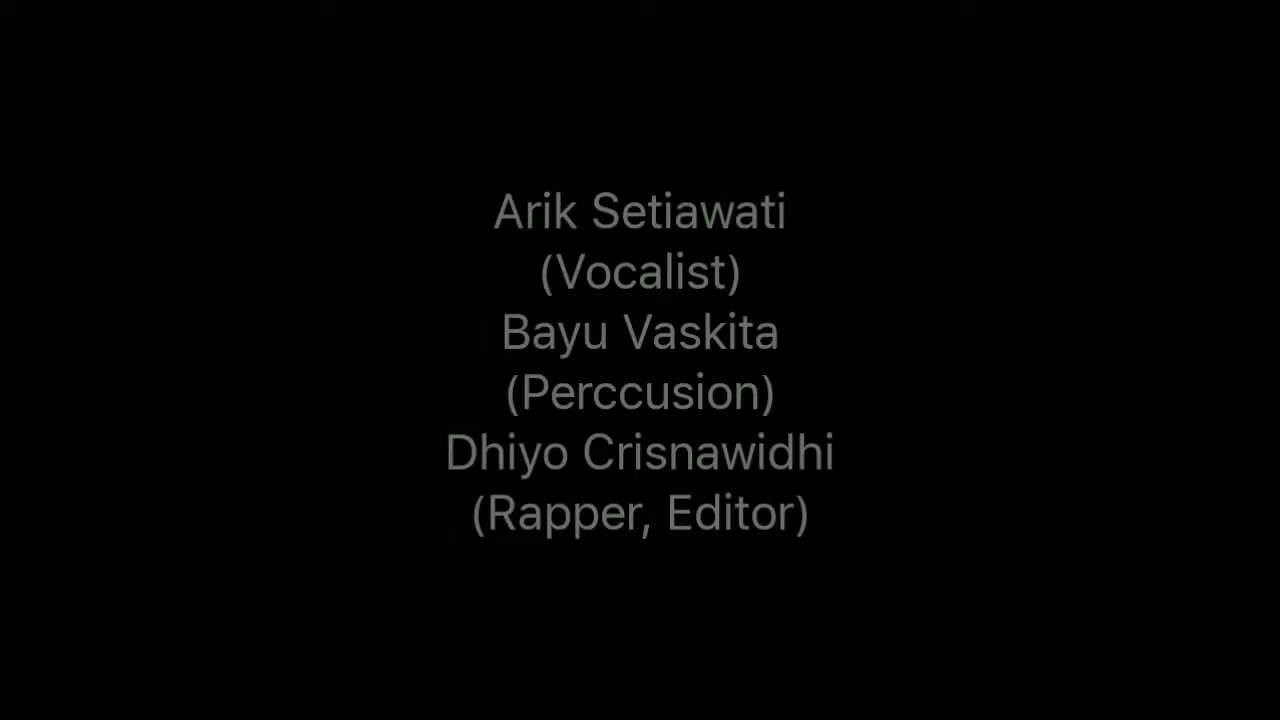 Arik Setiawati
(Vocalist)
Bayu Vaskita
(Perccusion)
Dhiyo Crisnawidhi
(Rapper, Editor)